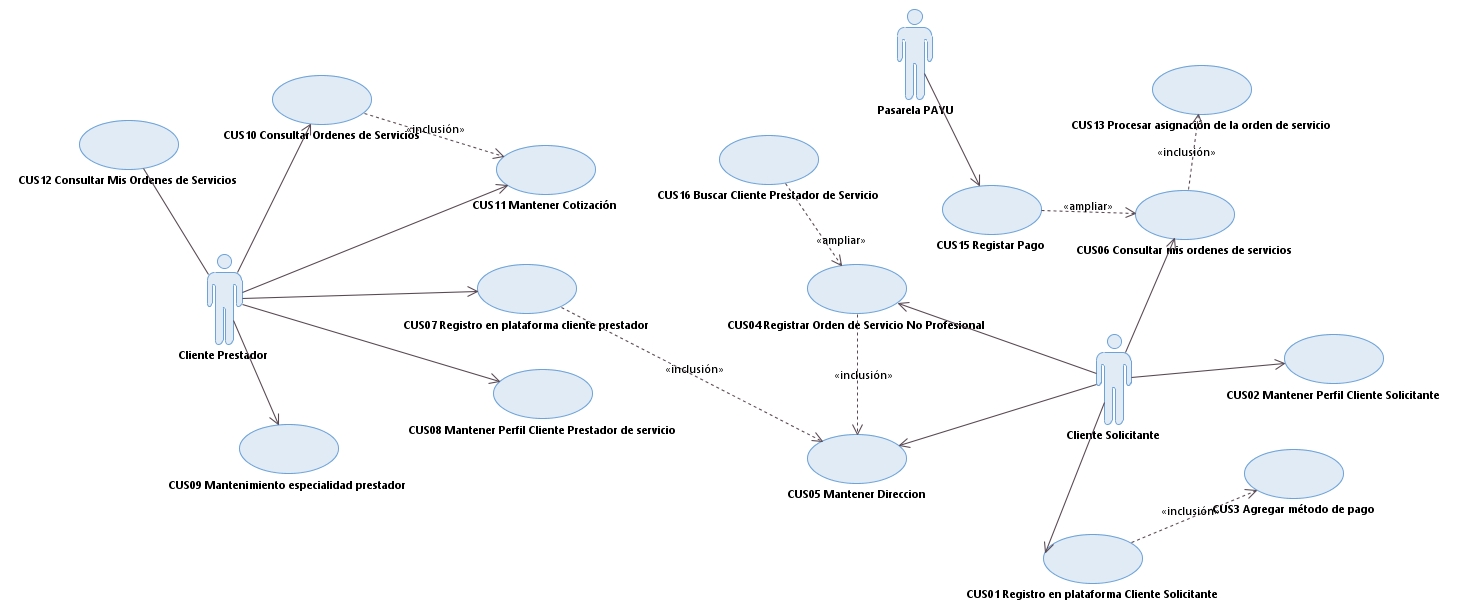 Pasarela PAYU
CUS10 Consultar Ordenes de Servicios
«inclusión»
CUS13 Procesar asignación de la orden de servicio
«inclusión»
CUS12 Consultar Mis Ordenes de Servicios
CUS16 Buscar Cliente Prestador de Servicio
CUS11 Mantener Cotización
«ampliar»
«ampliar»
CUS15 Registar Pago
CUS06 Consultar mis ordenes de servicios
CUS07 Registro en plataforma cliente prestador
CUS04 Registrar Orden de Servicio No Profesional
Cliente Prestador
«inclusión»
«inclusión»
CUS02 Mantener Perfil Cliente Solicitante
CUS08 Mantener Perfil Cliente Prestador de servicio
Cliente Solicitante
CUS09 Mantenimiento especialidad prestador
CUS05 Mantener Direccion
«inclusión»
CUS3 Agregar método de pago
CUS01 Registro en plataforma Cliente Solicitante